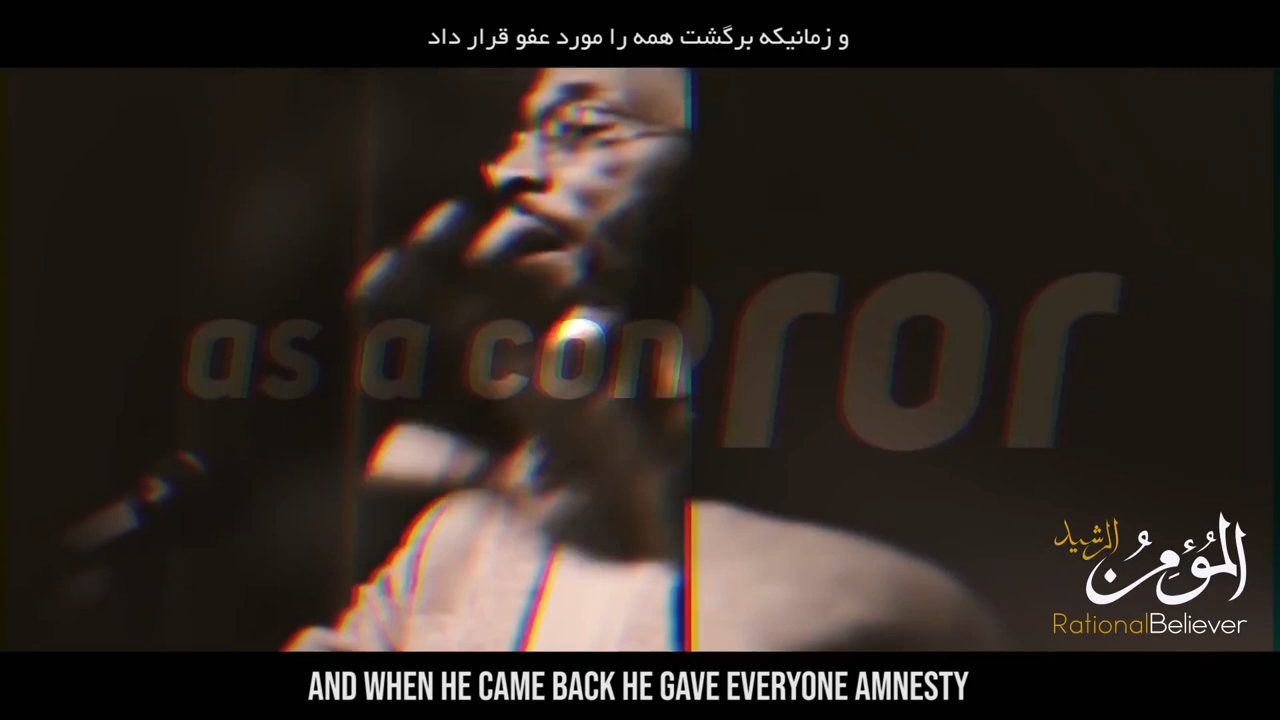 و زمانیکه برگشت همه را مورد عفو قرار داد
as a con
ror
المؤمن الرشيد
RationalBeliever
AND WHEN HE CAME BACK HE GAVE EVERYONE AMNESTY